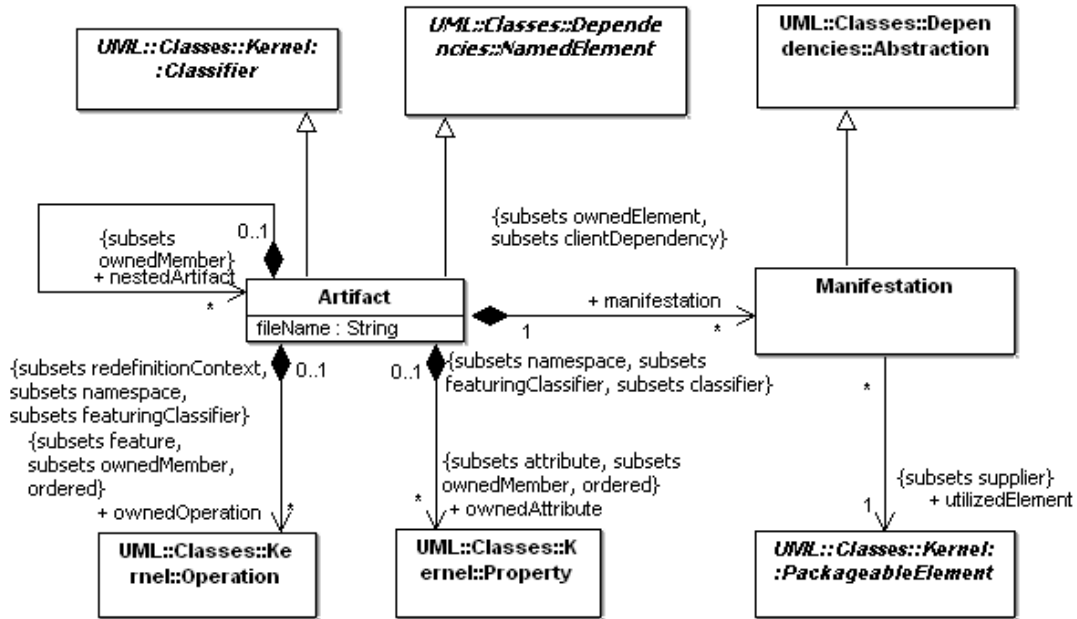 UML::Classes::Kernel:
:Classifier
UML::Classes::Depende
ncies::NamedElement
UML::Classes::Depen
dencies::Abstraction
{subsets
ownedMember}
+ nestedArtifact
0..1
*
{subsets ownedElement,
subsets clientDependency}
Artifact
fileName : String
+ manifestation
1
*
Manifestation
{subsets redefinitionContext,
subsets namespace,
subsets featuringClassifier}
0..1
{subsets feature,
subsets ownedMember,
ordered}
+ ownedOperation
*
0..1
{subsets namespace, subsets
featuringClassifier, subsets classifier}
{subsets attribute, subsets
ownedMember, ordered}
*
+ ownedAttribute
*
{subsets supplier}
+ utilizedElement
1
UML::Classes::Ke
rnel::Operation
UML::Classes::K
ernel::Property
UML::Classes::Kernel:
:PackageableElement